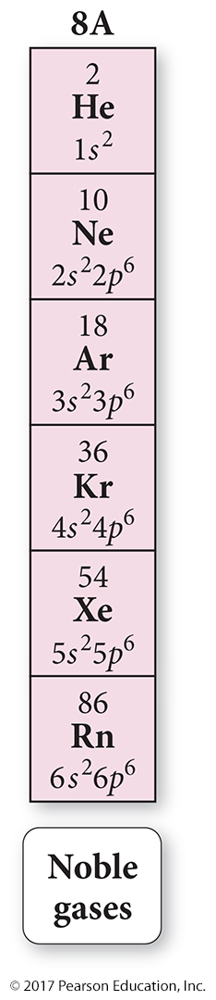 8A
2
He
1s²
10
Ne
2s²2p⁶
18
Ar
3s²3p⁶
36
Kr
4s²4p⁶
54
Xe
5s²5p⁶
86
Rn
6s²6p⁶
Noble
gases
© 2017 Pearson Education, Inc.